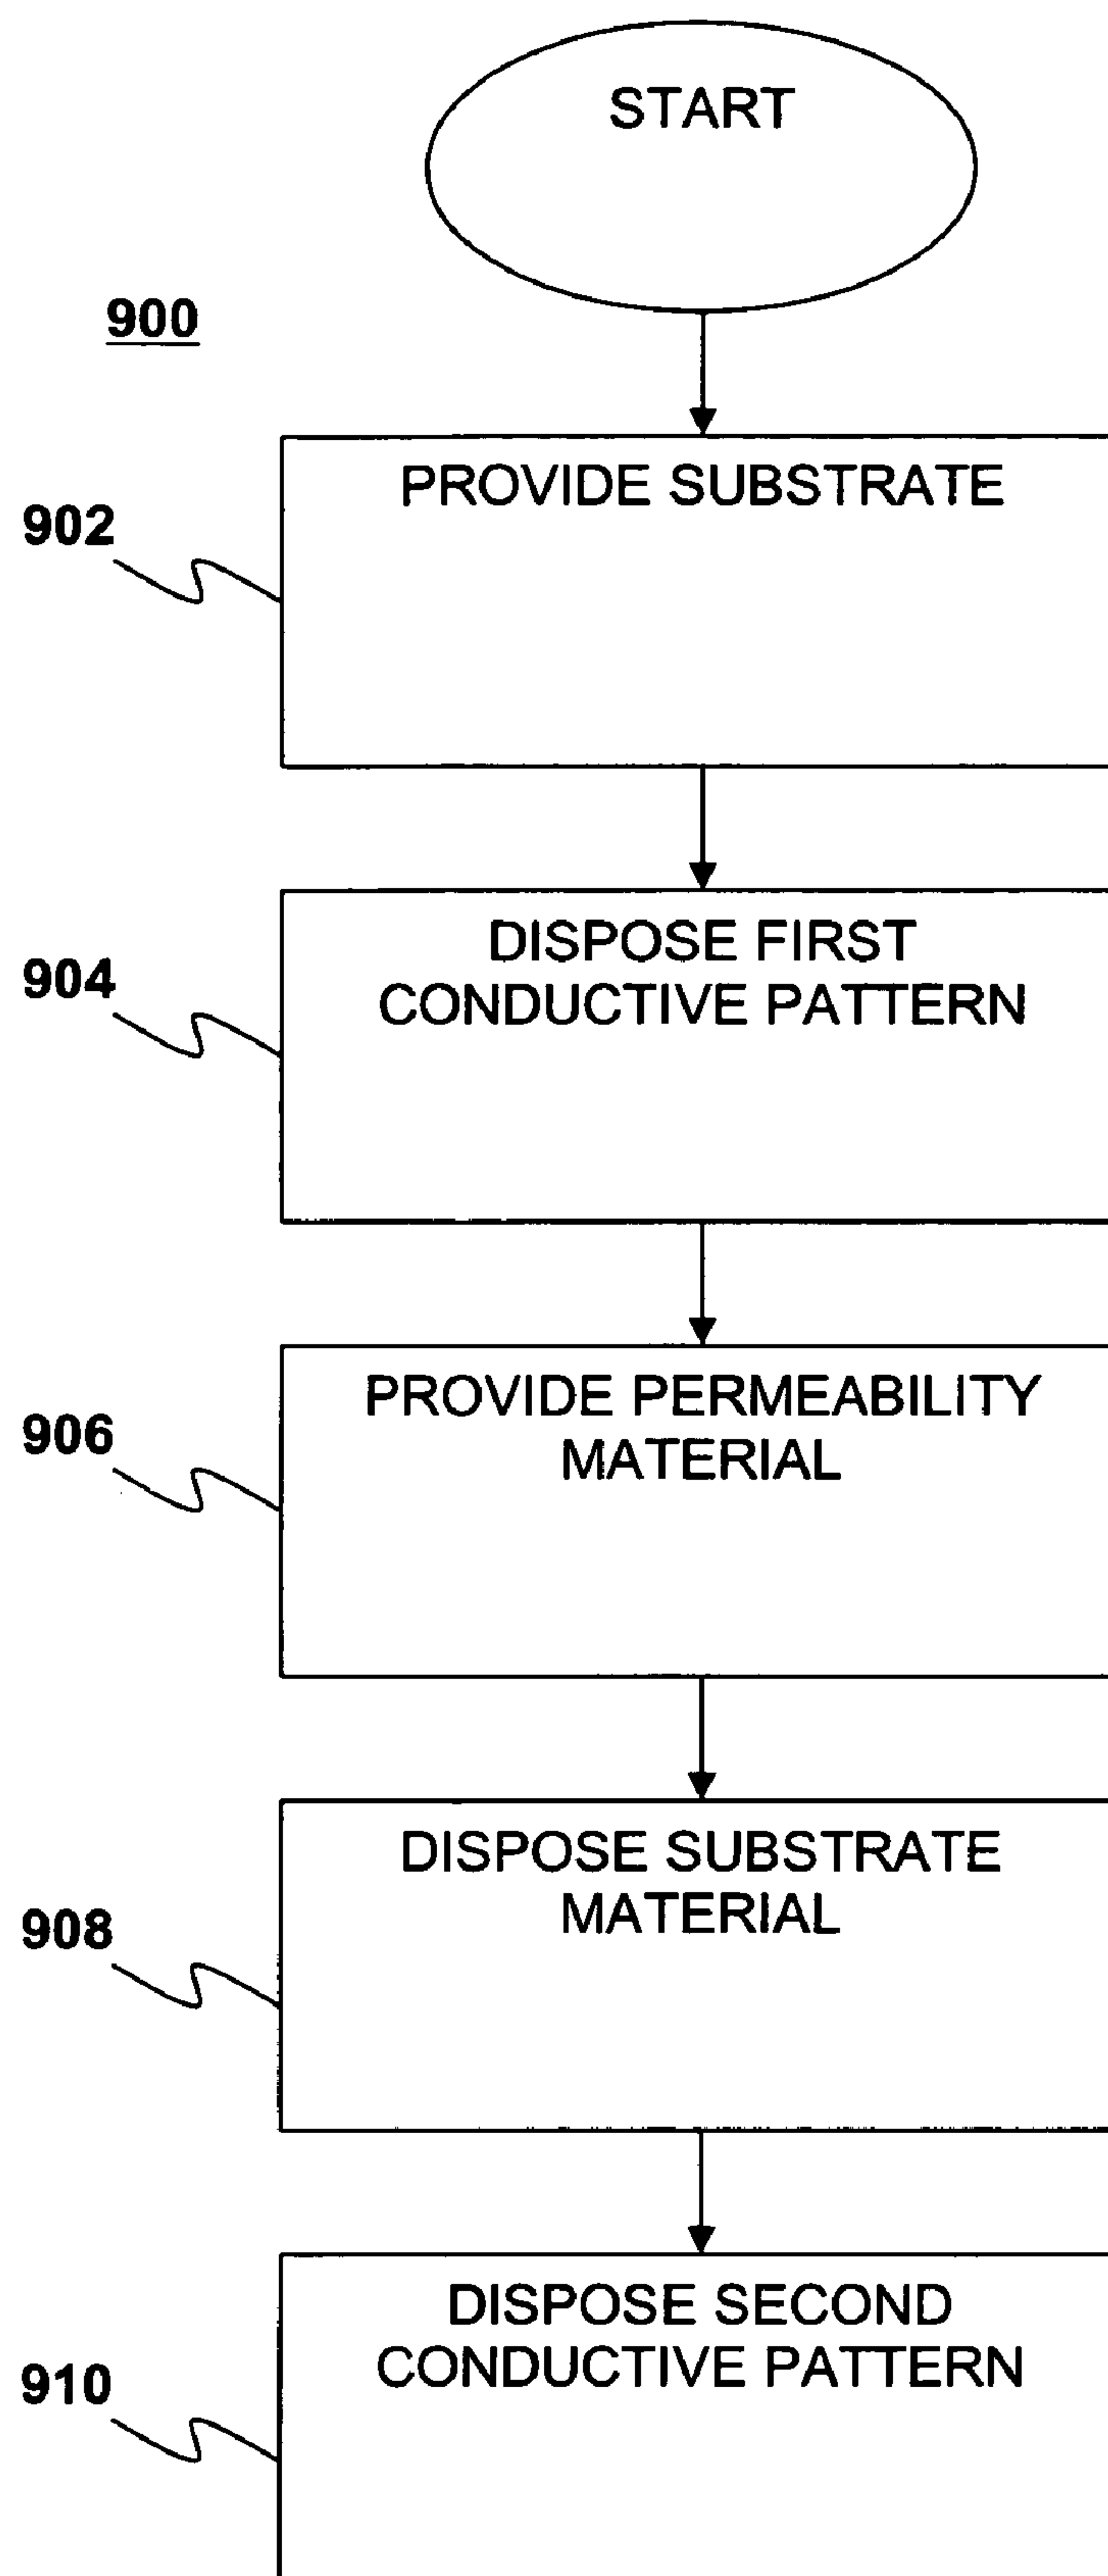 START
900
PROVIDE SUBSTRATE
902
DISPOSE FIRST
CONDUCTIVE PATTERN
904
PROVIDE PERMEABILITY
MATERIAL
906
DISPOSE SUBSTRATE
MATERIAL
908
DISPOSE SECOND
CONDUCTIVE PATTERN
910